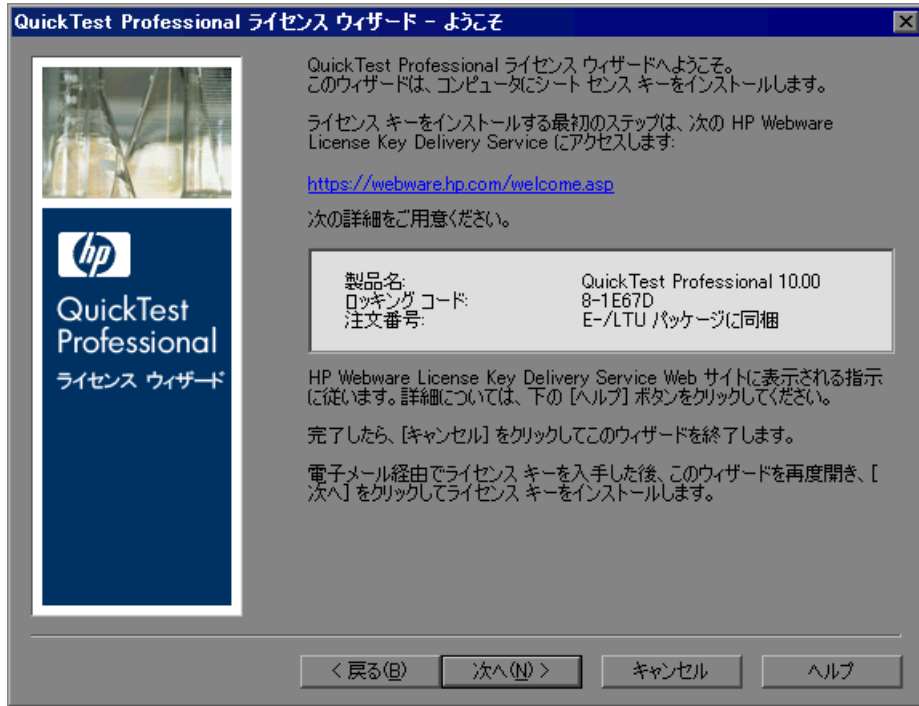 QuickTest Professional ライセンス ウィザード - ようこそ
QuickTest Professional ライセンス ウィザードへようこそ。
このウィザードは、コンピュータにシート センス キーをインストールします。
ライセンス キーをインストールする最初のステップは、次の HP Webware
License Key Delivery Service にアクセスします:
https://webware.hp.com/welcome.asp
次の詳細をご用意ください。
製品名: QuickTest Professional 10.00
ロッキング コード: 8-1E67D
注文番号: E-/LTU パッケージに同梱
hp
QuickTest
Professional
ライセンス ウィザード
HP Webware License Key Delivery Service Web サイトに表示される指示
に従います。詳細については、下の [ヘルプ] ボタンをクリックしてください。
完了したら、[キャンセル] をクリックしてこのウィザードを終了します。
電子メール経由でライセンス キーを入手した後、このウィザードを再度開き、[
次へ] をクリックしてライセンス キーをインストールします。
< 戻る(B)
次へ(N) >
キャンセル
ヘルプ